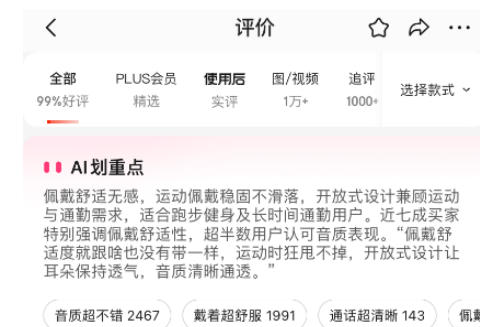 评价
全部 PLUS会员 使用后 图/视频 追评 选择款式
99%好评 精选 实评 1万+ 1000+
AI划重点
佩戴舒适无感，运动佩戴稳固不滑落，开放式设计兼顾运动
与通勤需求，适合跑步健身及长时间通勤用户。近七成买家
特别强调佩戴舒适性，超半数用户认可音质表现。“佩戴舒
适度就跟啥也没有带一样，运动时狂甩不掉，开放式设计让
耳朵保持透气，音质清晰通透。”
音质超不错 2467 戴着超舒服 1991 通话超清晰 143 佩